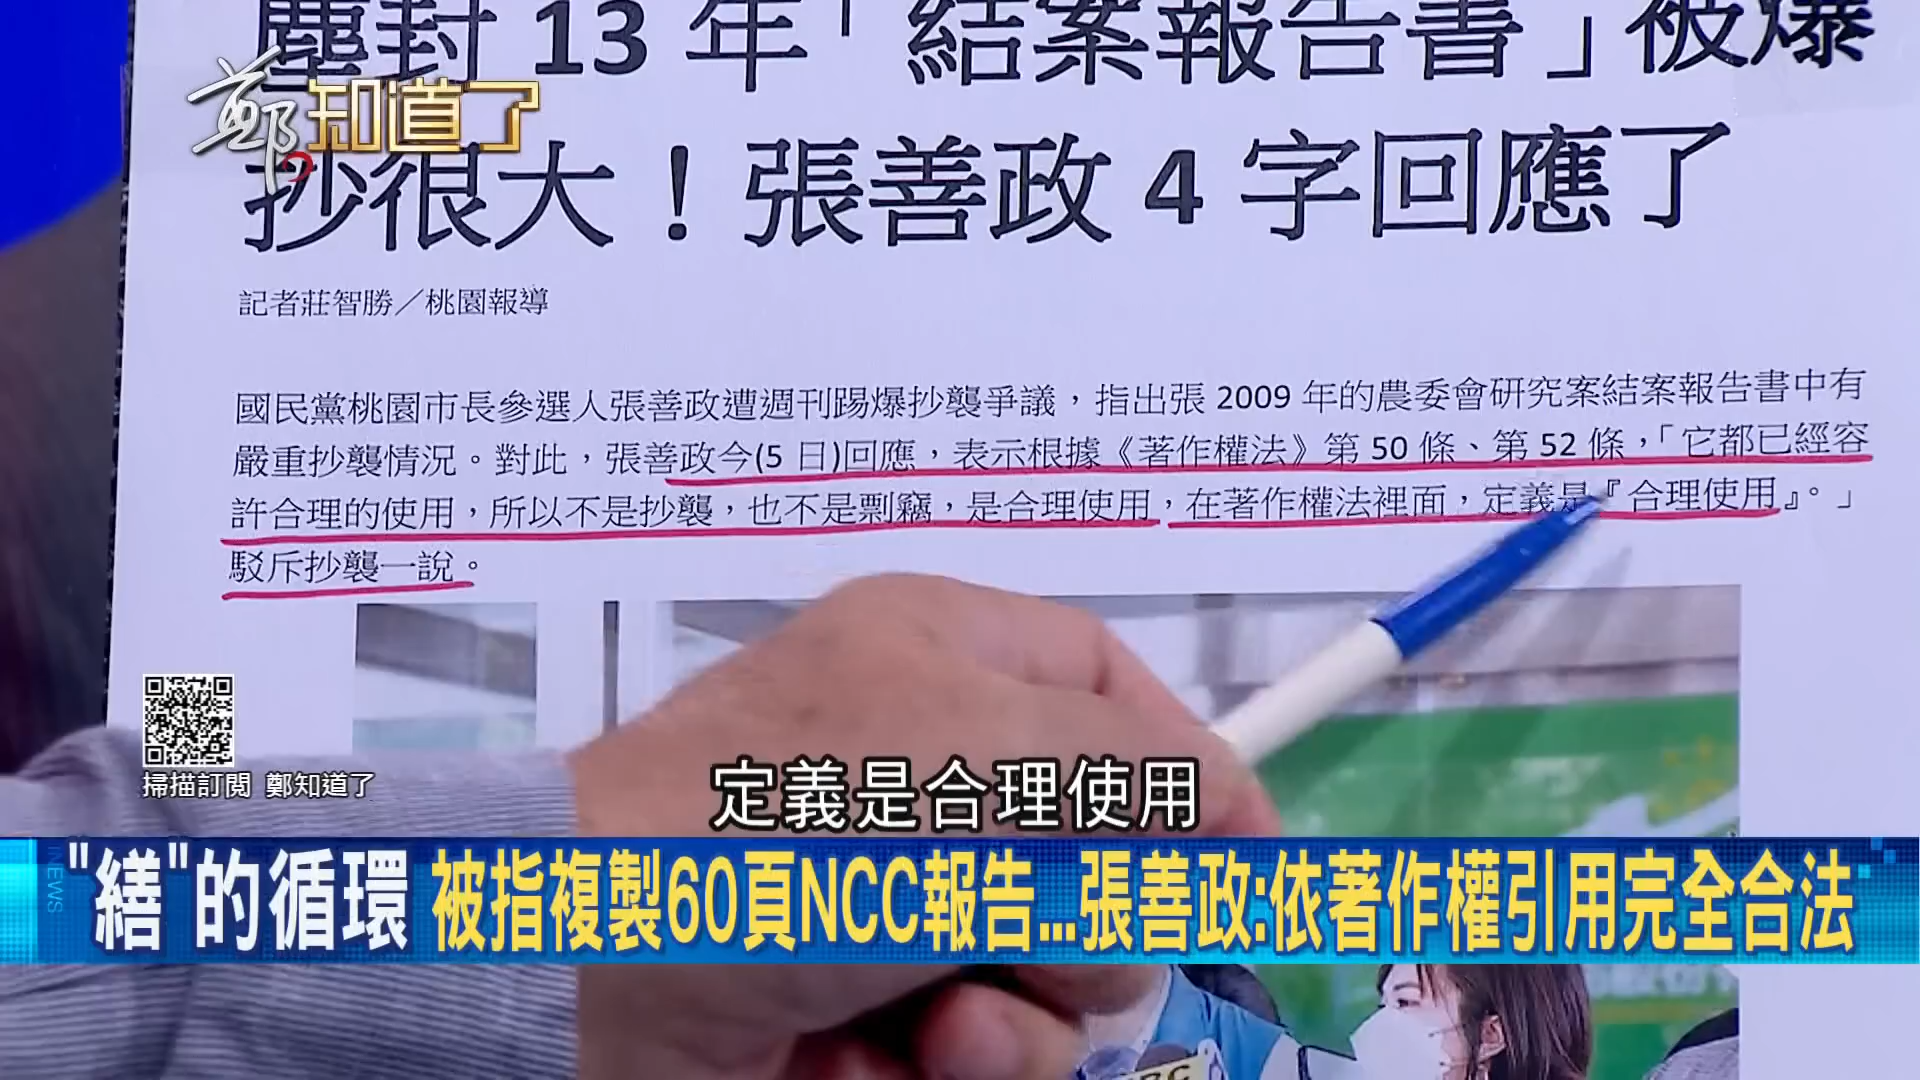 塵封 13 年「結案報告書」被爆
鄭知道了
抄很大！張善政 4 字回應了
記者莊智勝／桃園報導
國民黨桃園市長參選人張善政遭週刊踢爆抄襲爭議，指出張 2009 年的農委會研究案結案報告書中有
嚴重抄襲情況。對此，張善政今(5 日)回應，表示根據《著作權法》第 50 條、第 52 條，「它都已經容
許合理的使用，所以不是抄襲，也不是剽竊，是合理使用，在著作權法裡面，定義是『合理使用』。」
駁斥抄襲一說。
掃描訂閱 鄭知道了
定義是合理使用
NEWS
"繕"的循環 被指複製60頁NCC報告...張善政:依著作權引用完全合法